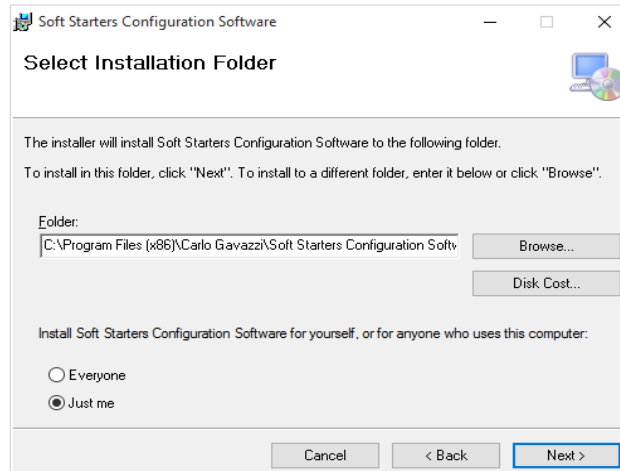 Soft Starters Configuration Software
Select Installation Folder
The installer will install Soft Starters Configuration Software to the following folder.
To install in this folder, click "Next". To install to a different folder, enter it below or click "Browse".
Folder:
C:\Program Files (x86)\Carlo Gavazzi\Soft Starters Configuration Softw
Browse...
Disk Cost...
Install Soft Starters Configuration Software for yourself, or for anyone who uses this computer:
Everyone
Just me
Cancel
< Back
Next >